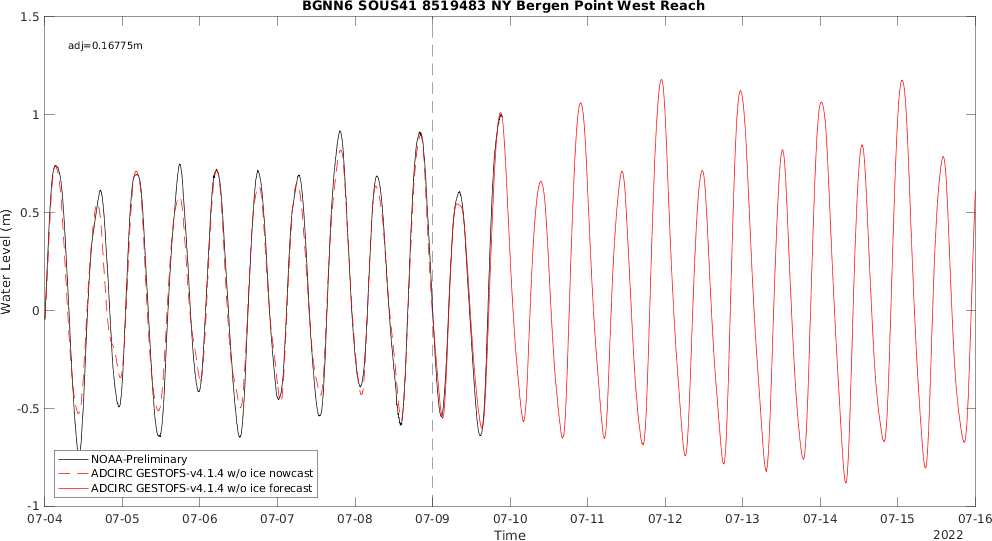 BGNN6 SOUS41 8519483 NY Bergen Point West Reach
1.5
adj=0.16775m
1
0.5
Water Level (m)
0
-0.5
NOAA-Preliminary
ADCIRC GESTOFS-v4.1.4 w/o ice nowcast
ADCIRC GESTOFS-v4.1.4 w/o ice forecast
-1
07-04 07-05 07-06 07-07 07-08 07-09 07-10 07-11 07-12 07-13 07-14 07-15 07-16
Time
2022